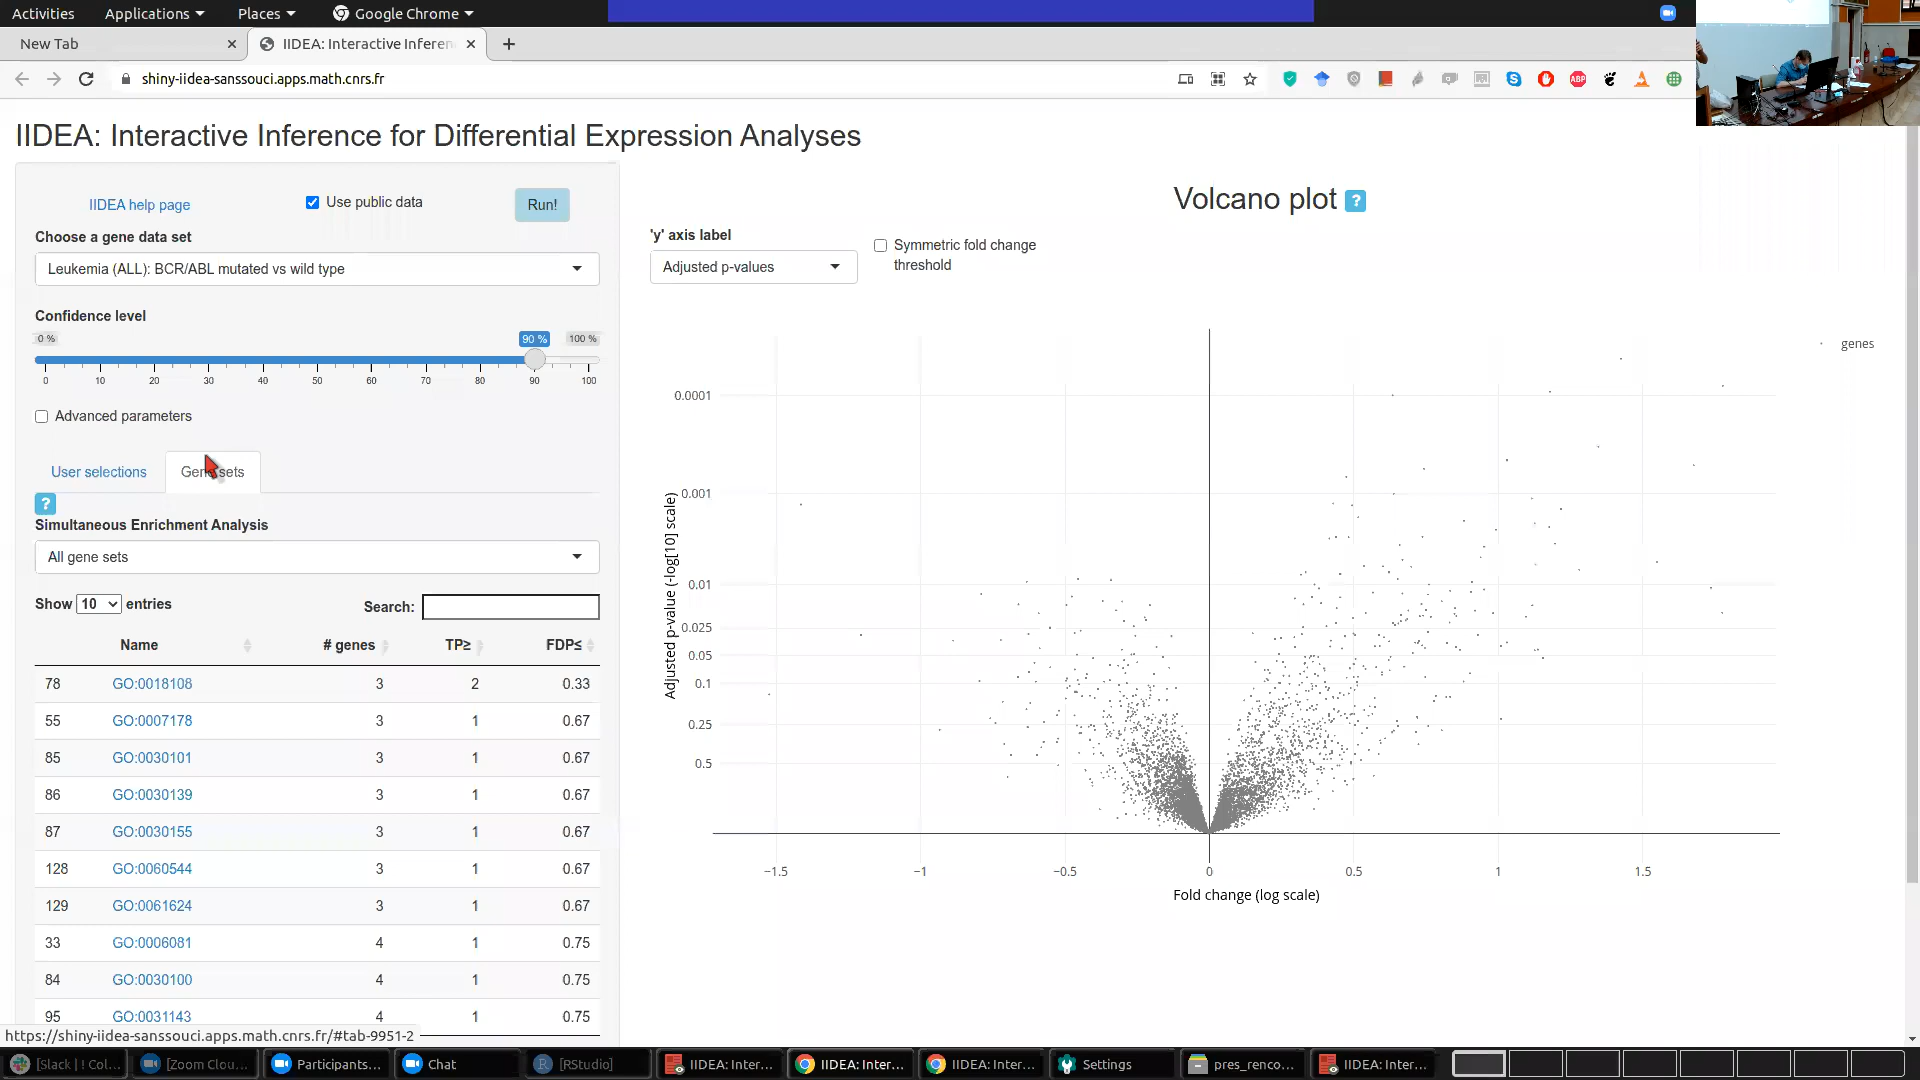 Activities Applications Places Google Chrome
New Tab IIDEA: Interactive Inferen
shiny-iidea-sanssouci.apps.math.cnrs.fr
ABP
IIDEA: Interactive Inference for Differential Expression Analyses
IIDEA help page Use public data Run!
Choose a gene data set
Leukemia (ALL): BCR/ABL mutated vs wild type
Confidence level
0 % 90 % 100 %
0 10 20 30 40 50 60 70 80 90 100
Advanced parameters
User selections Gene sets
?
Simultaneous Enrichment Analysis
All gene sets
Show 10 entries Search:
Name # genes TP≥ FDP≤
78 GO:0018108 3 2 0.33
55 GO:0007178 3 1 0.67
85 GO:0030101 3 1 0.67
86 GO:0030139 3 1 0.67
87 GO:0030155 3 1 0.67
128 GO:0060544 3 1 0.67
129 GO:0061624 3 1 0.67
33 GO:0006081 4 1 0.75
84 GO:0030100 4 1 0.75
95 GO:0031143 4 1 0.75
Volcano plot ?
'y' axis label
Adjusted p-values
Symmetric fold change
threshold
genes
Adjusted p-value (-log[10] scale)
0.0001
0.001
0.01
0.025
0.05
0.1
0.25
0.5
−1.5 −1 −0.5 0 0.5 1 1.5
Fold change (log scale)
https://shiny-iidea-sanssouci.apps.math.cnrs.fr/#tab-9951-2
[Slack | ! Col... [Zoom Clou... Participants... Chat [RStudio] IIDEA: Inter... IIDEA: Inter... IIDEA: Inter... Settings pres_renco... IIDEA: Inter...